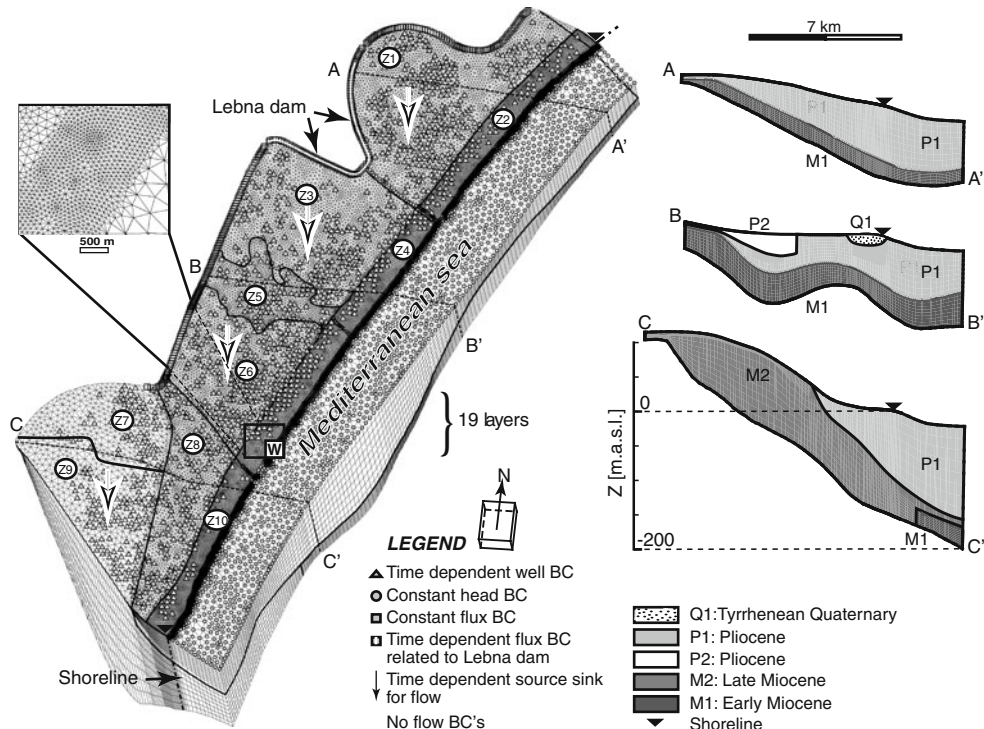 Z1
A
Lebna dam
Z2
A'
Z3
Z4
B
Z5
Z6
B'
Mediterranean sea
500 m
C
Z7
Z8
Z9
Z10
W
19 layers
N
C'
Shoreline
LEGEND
Time dependent well BC
Constant head BC
Constant flux BC
Time dependent flux BC
related to Lebna dam
Time dependent source sink
for flow
No flow BC's
7 km
A
P1
P1
M1
A'
B
P2
Q1
P1
M1
B'
C
M2
0
P1
Z [m.a.s.l.]
M1
-200
C'
Q1:Tyrrhenean Quaternary
P1: Pliocene
P2: Pliocene
M2: Late Miocene
M1: Early Miocene
Shoreline